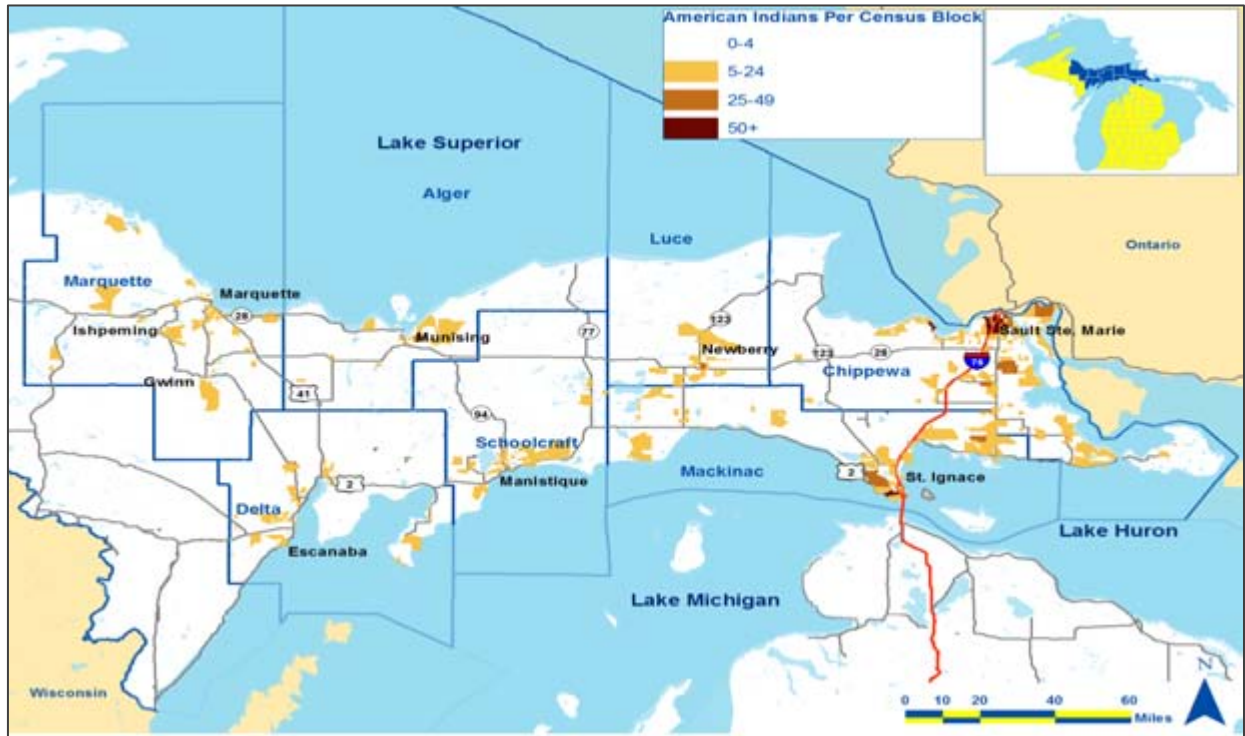 American Indians Per Census Block
0-4
5-24
25-49
50+
Lake Superior
Alger
Luce
Ontario
Marquette
Marquette
28
Ishpeming
Munising
77
123
Newberry
123
28
Sault Ste. Marie
75
Chippewa
Gwinn
41
94
Schoolcraft
2
Manistique
Mackinac
2
St. Ignace
Delta
Escanaba
Lake Huron
Lake Michigan
Wisconsin
N
0 10 20 40 60
Miles